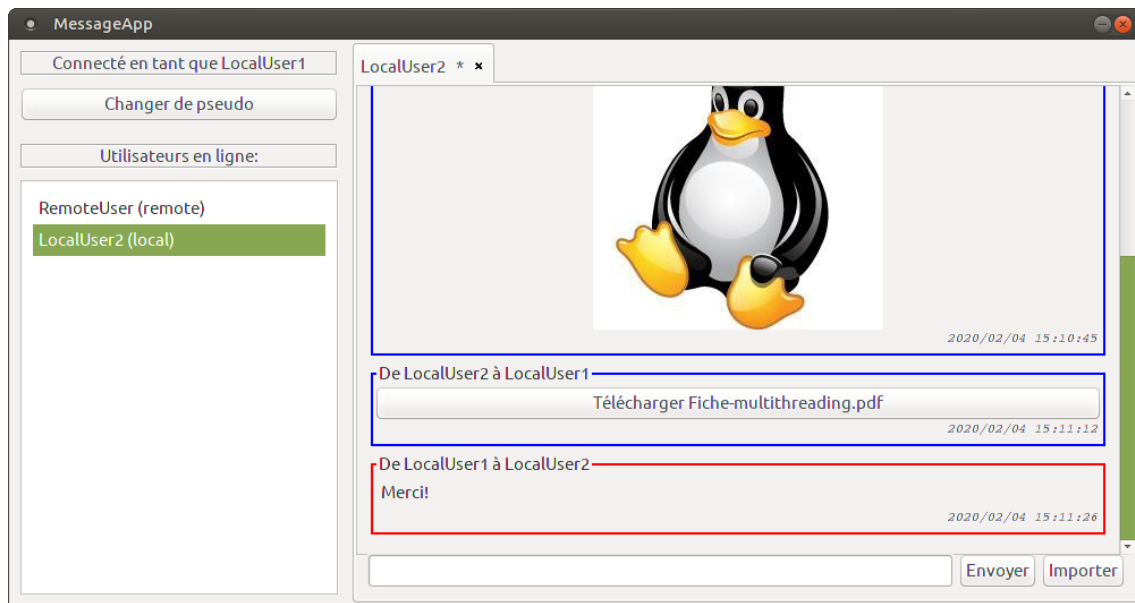 MessageApp
Connecté en tant que LocalUser1
Changer de pseudo
Utilisateurs en ligne:
RemoteUser (remote)
LocalUser2 (local)
LocalUser2 *
2020/02/04 15:10:45
De LocalUser2 à LocalUser1
Télécharger Fiche-multithreading.pdf
2020/02/04 15:11:12
De LocalUser1 à LocalUser2
Merci!
2020/02/04 15:11:26
Envoyer Importer